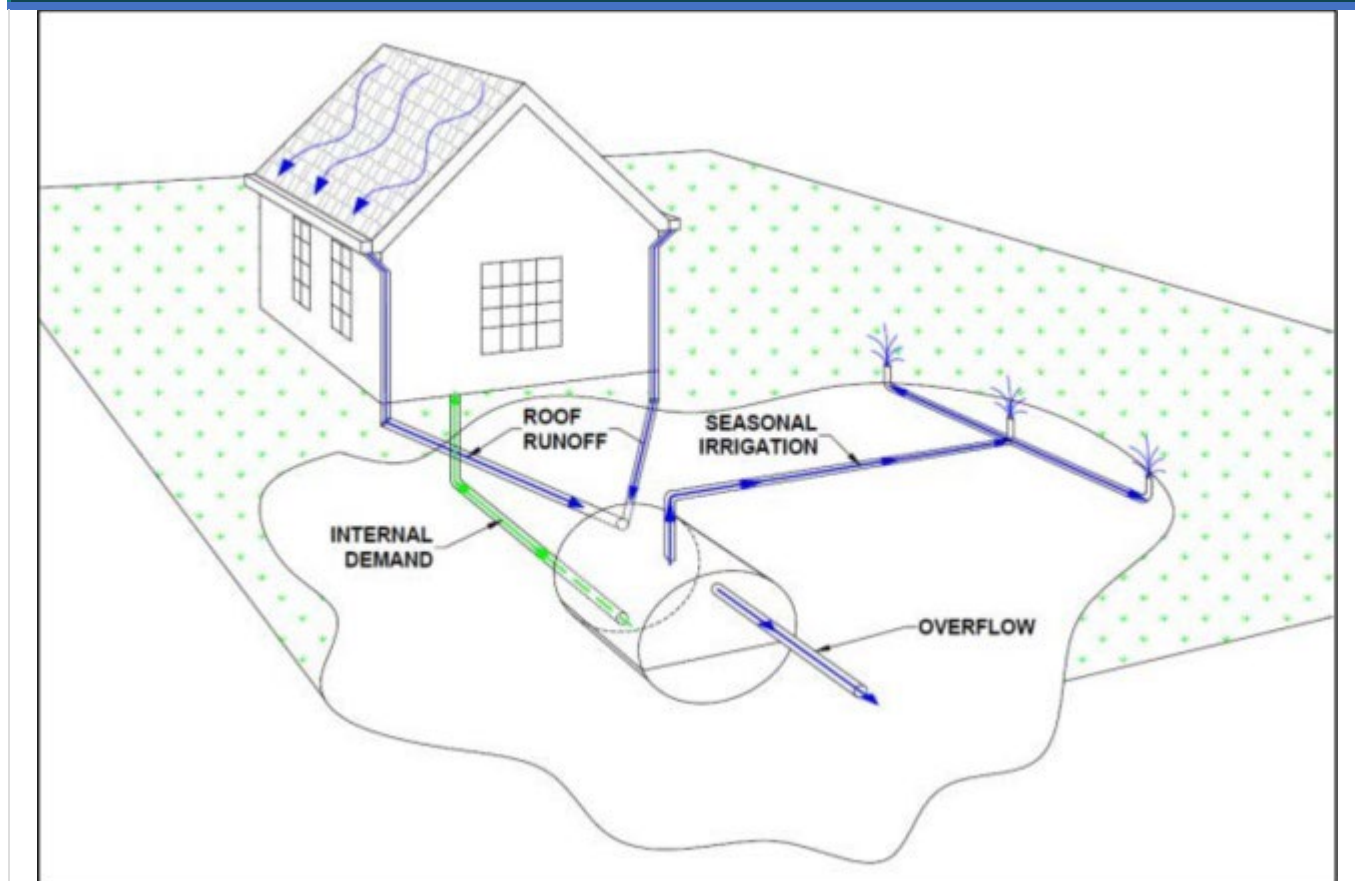 ROOF
RUNOFF
SEASONAL
IRRIGATION
INTERNAL
DEMAND
OVERFLOW